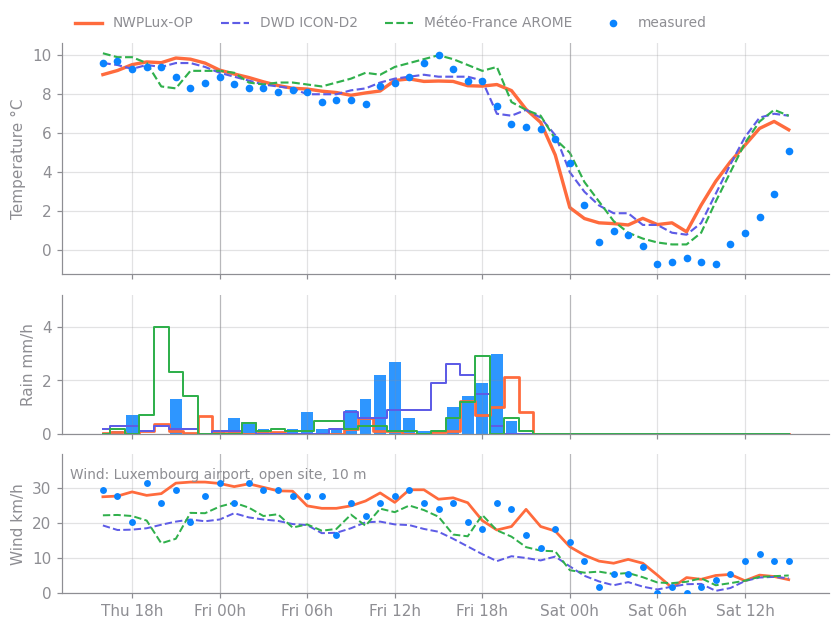 NWPLux-OP DWD ICON-D2 Météo-France AROME measured
10
8
6
4
2
0
Temperature °C
4
2
0
Rain mm/h
Wind: Luxembourg airport, open site, 10 m
30
20
10
0
Wind km/h
Thu 18h Fri 00h Fri 06h Fri 12h Fri 18h Sat 00h Sat 06h Sat 12h